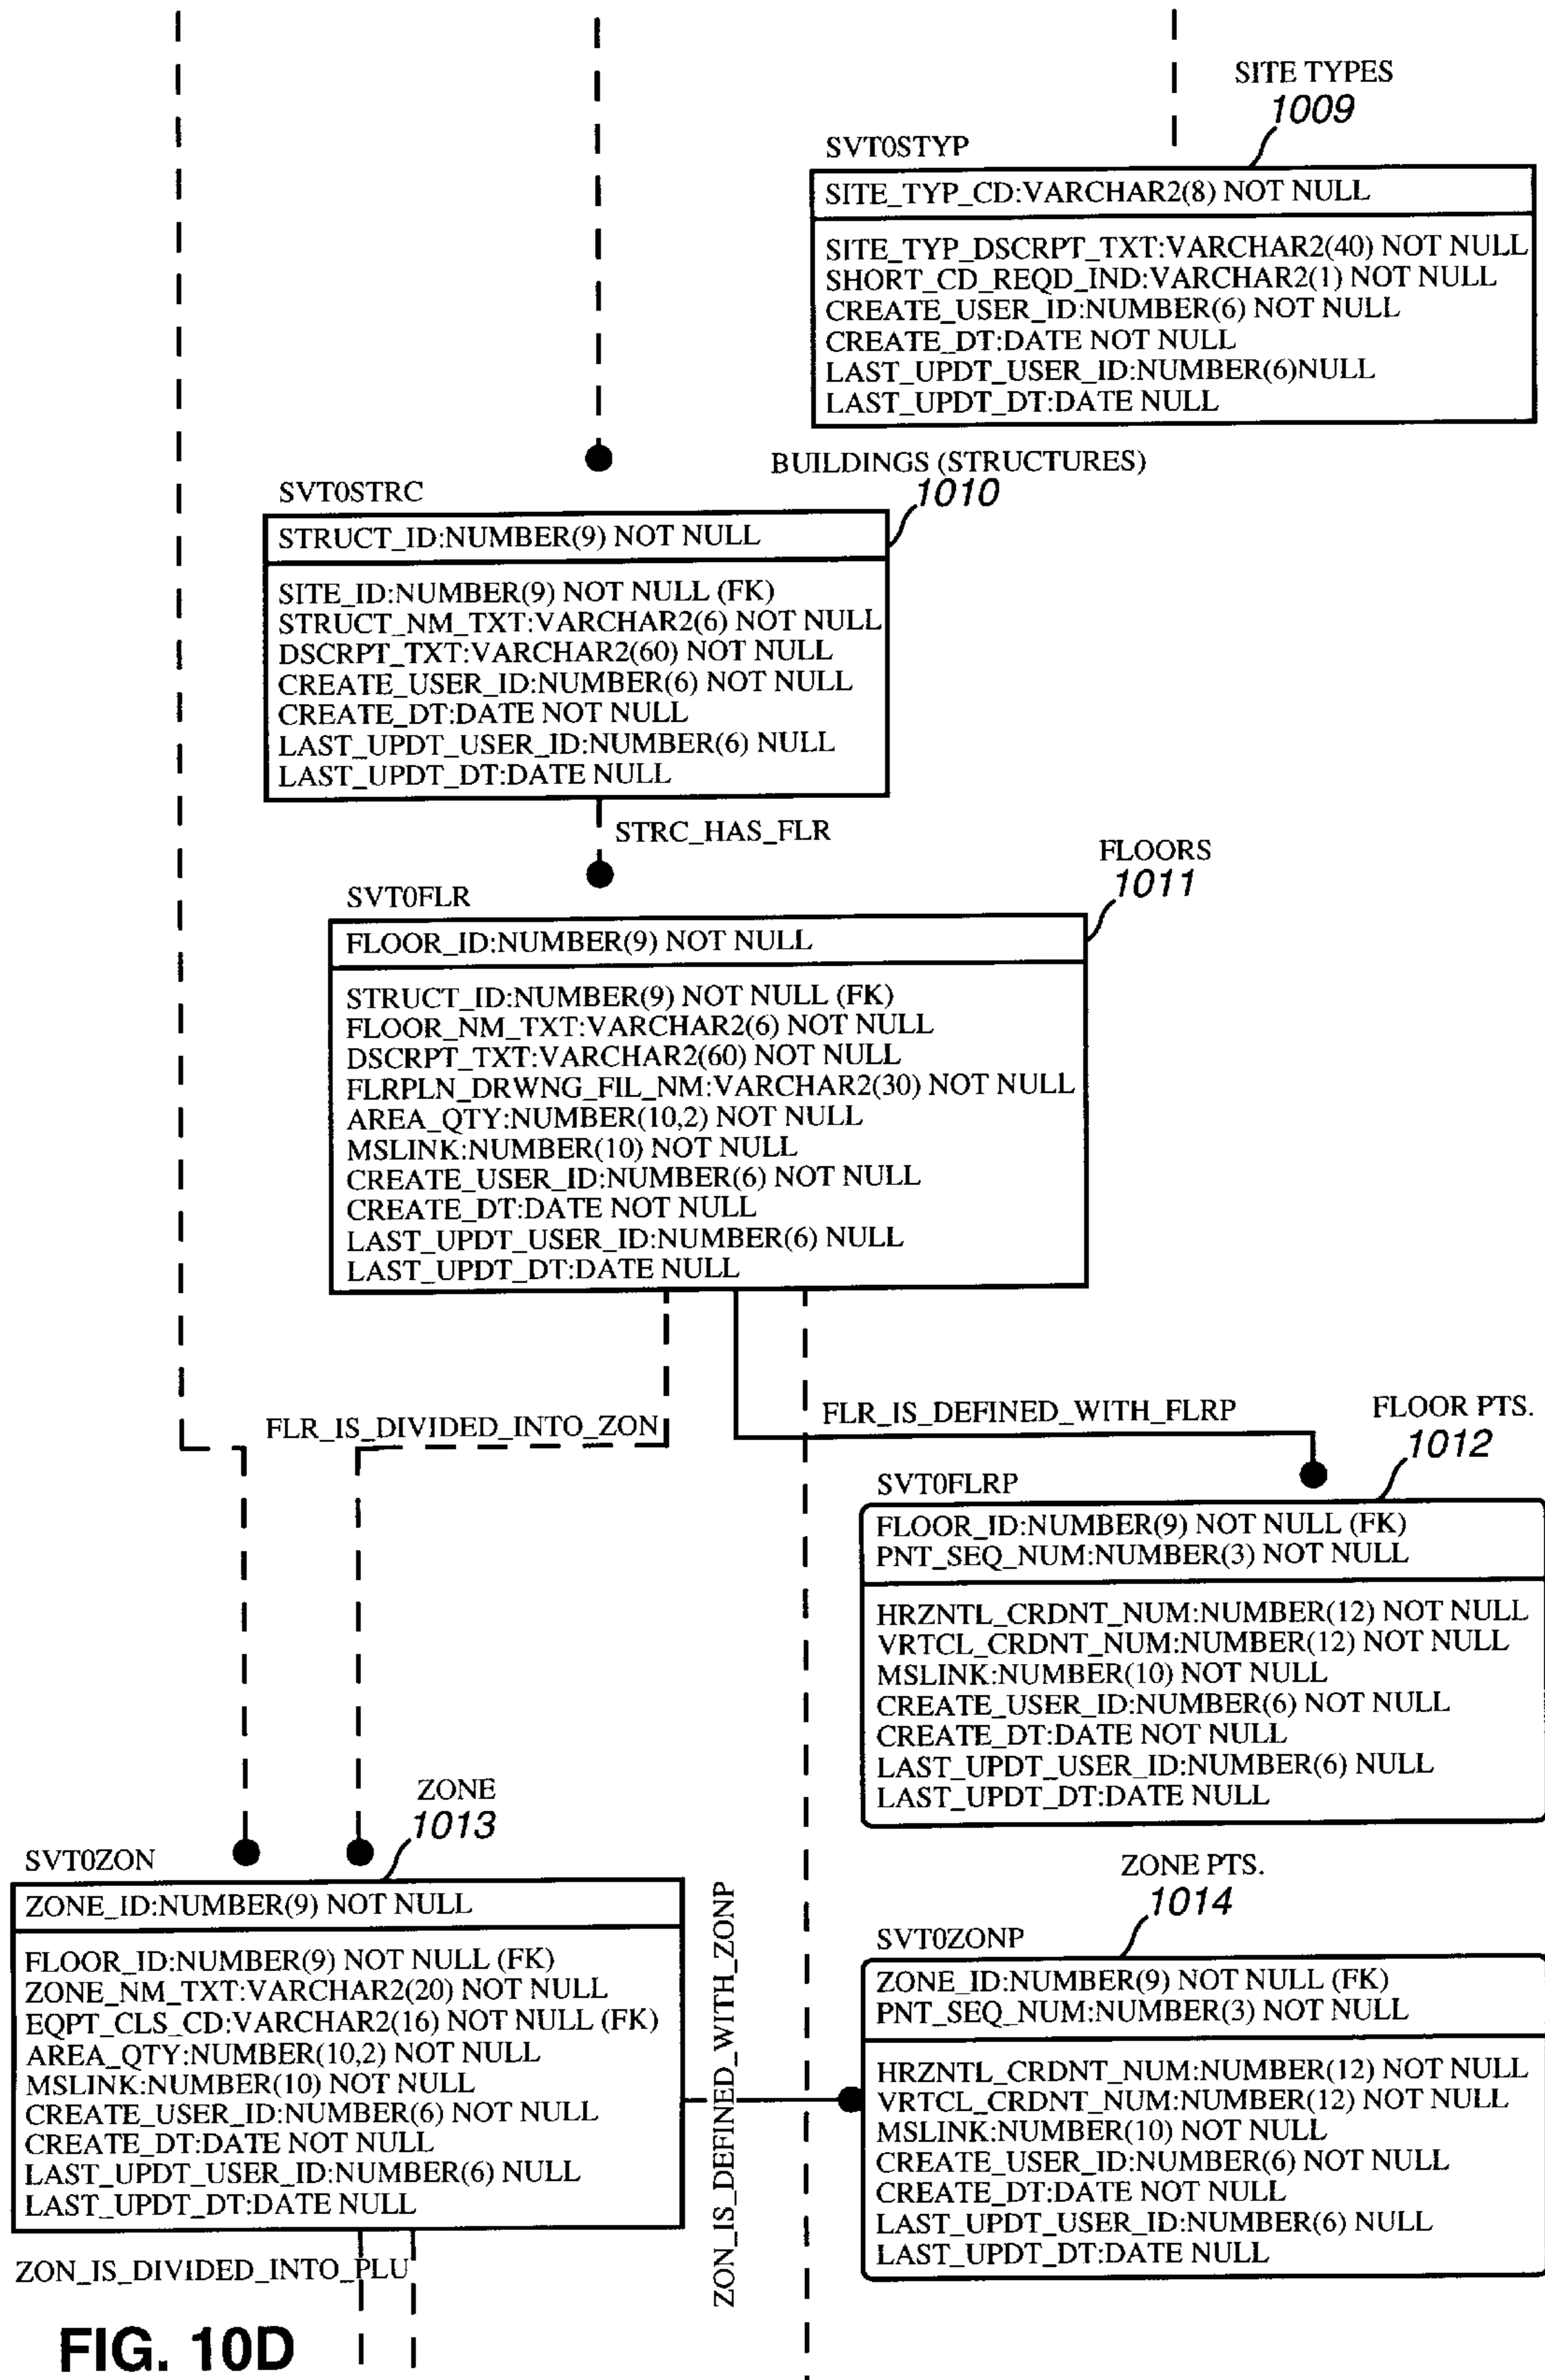 SITE TYPES
1009
SVT0STYP
SITE_TYP_CD:VARCHAR2(8) NOT NULL
SITE_TYP_DSCRPT_TXT:VARCHAR2(40) NOT NULL
SHORT_CD_REQD_IND:VARCHAR2(1) NOT NULL
CREATE_USER_ID:NUMBER(6) NOT NULL
CREATE_DT:DATE NOT NULL
LAST_UPDT_USER_ID:NUMBER(6)NULL
LAST_UPDT_DT:DATE NULL
BUILDINGS (STRUCTURES)
1010
SVT0STRC
STRUCT_ID:NUMBER(9) NOT NULL
SITE_ID:NUMBER(9) NOT NULL (FK)
STRUCT_NM_TXT:VARCHAR2(6) NOT NULL
DSCRPT_TXT:VARCHAR2(60) NOT NULL
CREATE_USER_ID:NUMBER(6) NOT NULL
CREATE_DT:DATE NOT NULL
LAST_UPDT_USER_ID:NUMBER(6) NULL
LAST_UPDT_DT:DATE NULL
STRC_HAS_FLR
FLOORS
1011
SVT0FLR
FLOOR_ID:NUMBER(9) NOT NULL
STRUCT_ID:NUMBER(9) NOT NULL (FK)
FLOOR_NM_TXT:VARCHAR2(6) NOT NULL
DSCRPT_TXT:VARCHAR2(60) NOT NULL
FLRPLN_DRWNG_FIL_NM:VARCHAR2(30) NOT NULL
AREA_QTY:NUMBER(10,2) NOT NULL
MSLINK:NUMBER(10) NOT NULL
CREATE_USER_ID:NUMBER(6) NOT NULL
CREATE_DT:DATE NOT NULL
LAST_UPDT_USER_ID:NUMBER(6) NULL
LAST_UPDT_DT:DATE NULL
FLR_IS_DIVIDED_INTO_ZON
FLR_IS_DEFINED_WITH_FLRP
FLOOR PTS.
1012
SVT0FLRP
FLOOR_ID:NUMBER(9) NOT NULL (FK)
PNT_SEQ_NUM:NUMBER(3) NOT NULL
HRZNTL_CRDNT_NUM:NUMBER(12) NOT NULL
VRTCL_CRDNT_NUM:NUMBER(12) NOT NULL
MSLINK:NUMBER(10) NOT NULL
CREATE_USER_ID:NUMBER(6) NOT NULL
CREATE_DT:DATE NOT NULL
LAST_UPDT_USER_ID:NUMBER(6) NULL
LAST_UPDT_DT:DATE NULL
ZONE
1013
SVT0ZON
ZONE_ID:NUMBER(9) NOT NULL
FLOOR_ID:NUMBER(9) NOT NULL (FK)
ZONE_NM_TXT:VARCHAR2(20) NOT NULL
EQPT_CLS_CD:VARCHAR2(16) NOT NULL (FK)
AREA_QTY:NUMBER(10,2) NOT NULL
MSLINK:NUMBER(10) NOT NULL
CREATE_USER_ID:NUMBER(6) NOT NULL
CREATE_DT:DATE NOT NULL
LAST_UPDT_USER_ID:NUMBER(6) NULL
LAST_UPDT_DT:DATE NULL
ZON_IS_DIVIDED_INTO_PLU
ZON_IS_DEFINED_WITH_ZONP
ZONE PTS.
1014
SVT0ZONP
ZONE_ID:NUMBER(9) NOT NULL (FK)
PNT_SEQ_NUM:NUMBER(3) NOT NULL
HRZNTL_CRDNT_NUM:NUMBER(12) NOT NULL
VRTCL_CRDNT_NUM:NUMBER(12) NOT NULL
MSLINK:NUMBER(10) NOT NULL
CREATE_USER_ID:NUMBER(6) NOT NULL
CREATE_DT:DATE NOT NULL
LAST_UPDT_USER_ID:NUMBER(6) NULL
LAST_UPDT_DT:DATE NULL
FIG. 10D